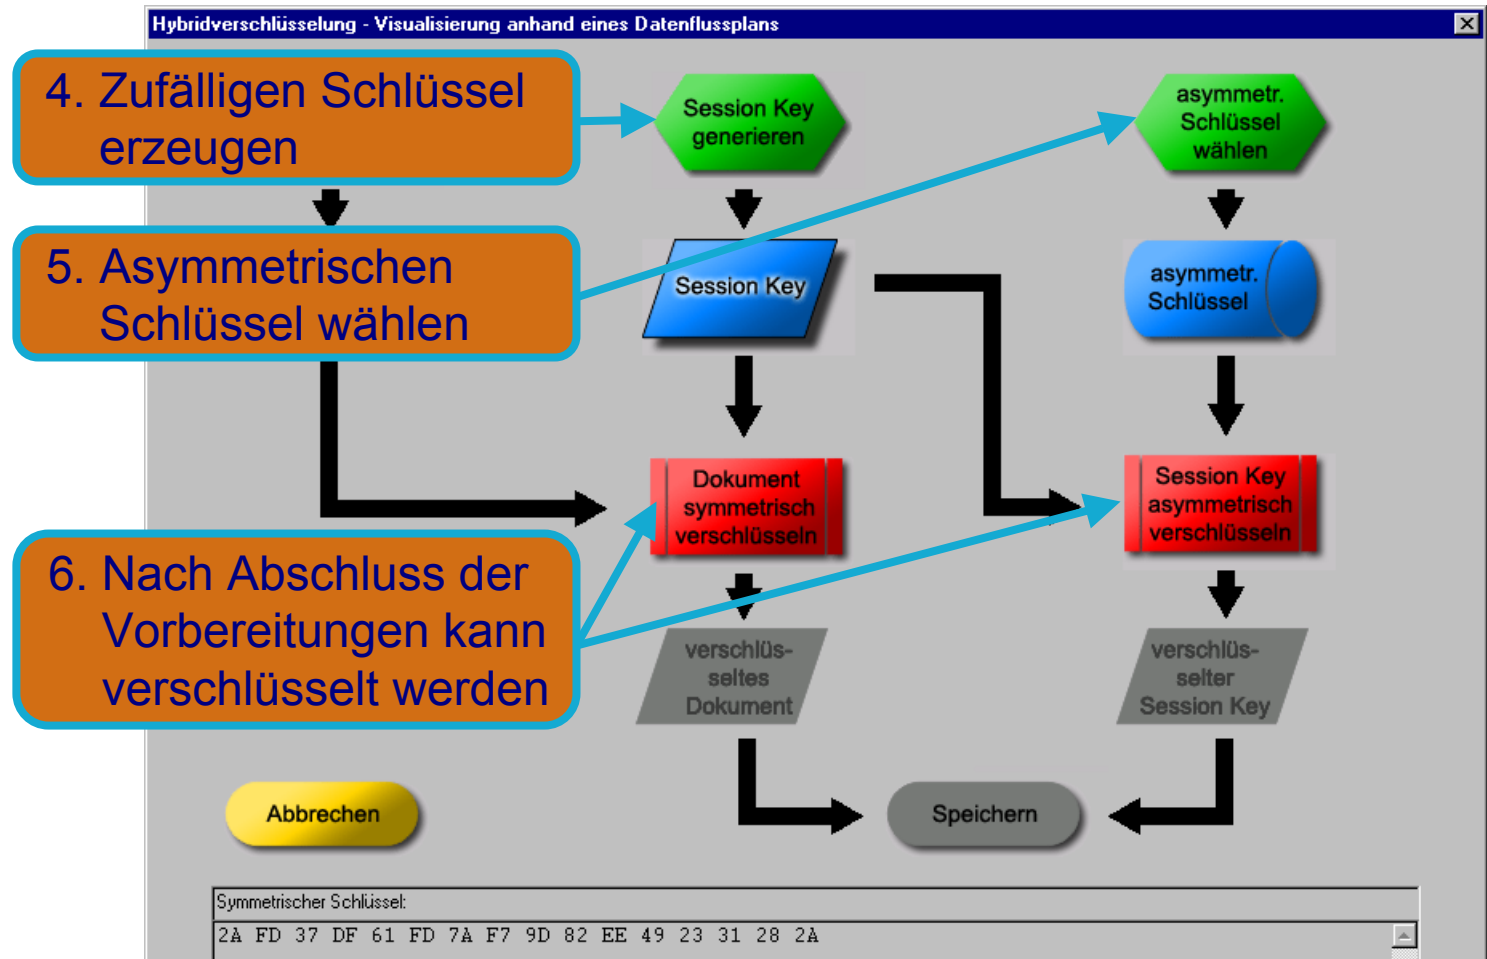 Hybridverschlüsselung - Visualisierung anhand eines Datenflussplans
4. Zufälligen Schlüssel
erzeugen
Session Key
generieren
asymmetr.
Schlüssel
wählen
5. Asymmetrischen
Schlüssel wählen
Session Key
asymmetr.
Schlüssel
Dokument
symmetrisch
verschlüsseln
Session Key
asymmetrisch
verschlüsseln
6. Nach Abschluss der
Vorbereitungen kann
verschlüsselt werden
verschlüs-
seltes
Dokument
verschlüs-
selter
Session Key
Abbrechen
Speichern
Symmetrischer Schlüssel:
2A FD 37 DF 61 FD 7A F7 9D 82 EE 49 23 31 28 2A